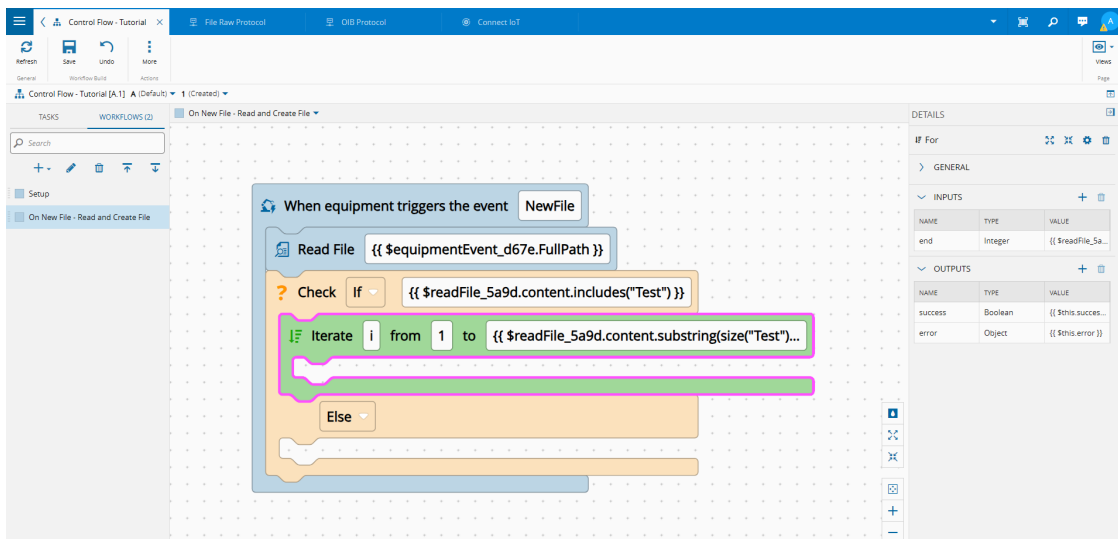 Control Flow - Tutorial
File Raw Protocol
OIB Protocol
Connect IoT
A
Refresh
Save
Undo
More
Views
General
Workflow Build
Actions
Page
Control Flow - Tutorial [A.1] A (Default) 1 (Created)
TASKS
WORKFLOWS (2)
On New File - Read and Create File
DETAILS
Search
For
GENERAL
Setup
On New File - Read and Create File
INPUTS
NAME TYPE VALUE
end Integer {{ $readFile_5a...
OUTPUTS
NAME TYPE VALUE
success Boolean {{ $this.succes...
error Object {{ $this.error }}
When equipment triggers the event NewFile
Read File {{ $equipmentEvent_d67e.FullPath }}
? Check If {{ $readFile_5a9d.content.includes("Test") }}
Iterate i from 1 to {{ $readFile_5a9d.content.substring(size("Test")...
Else